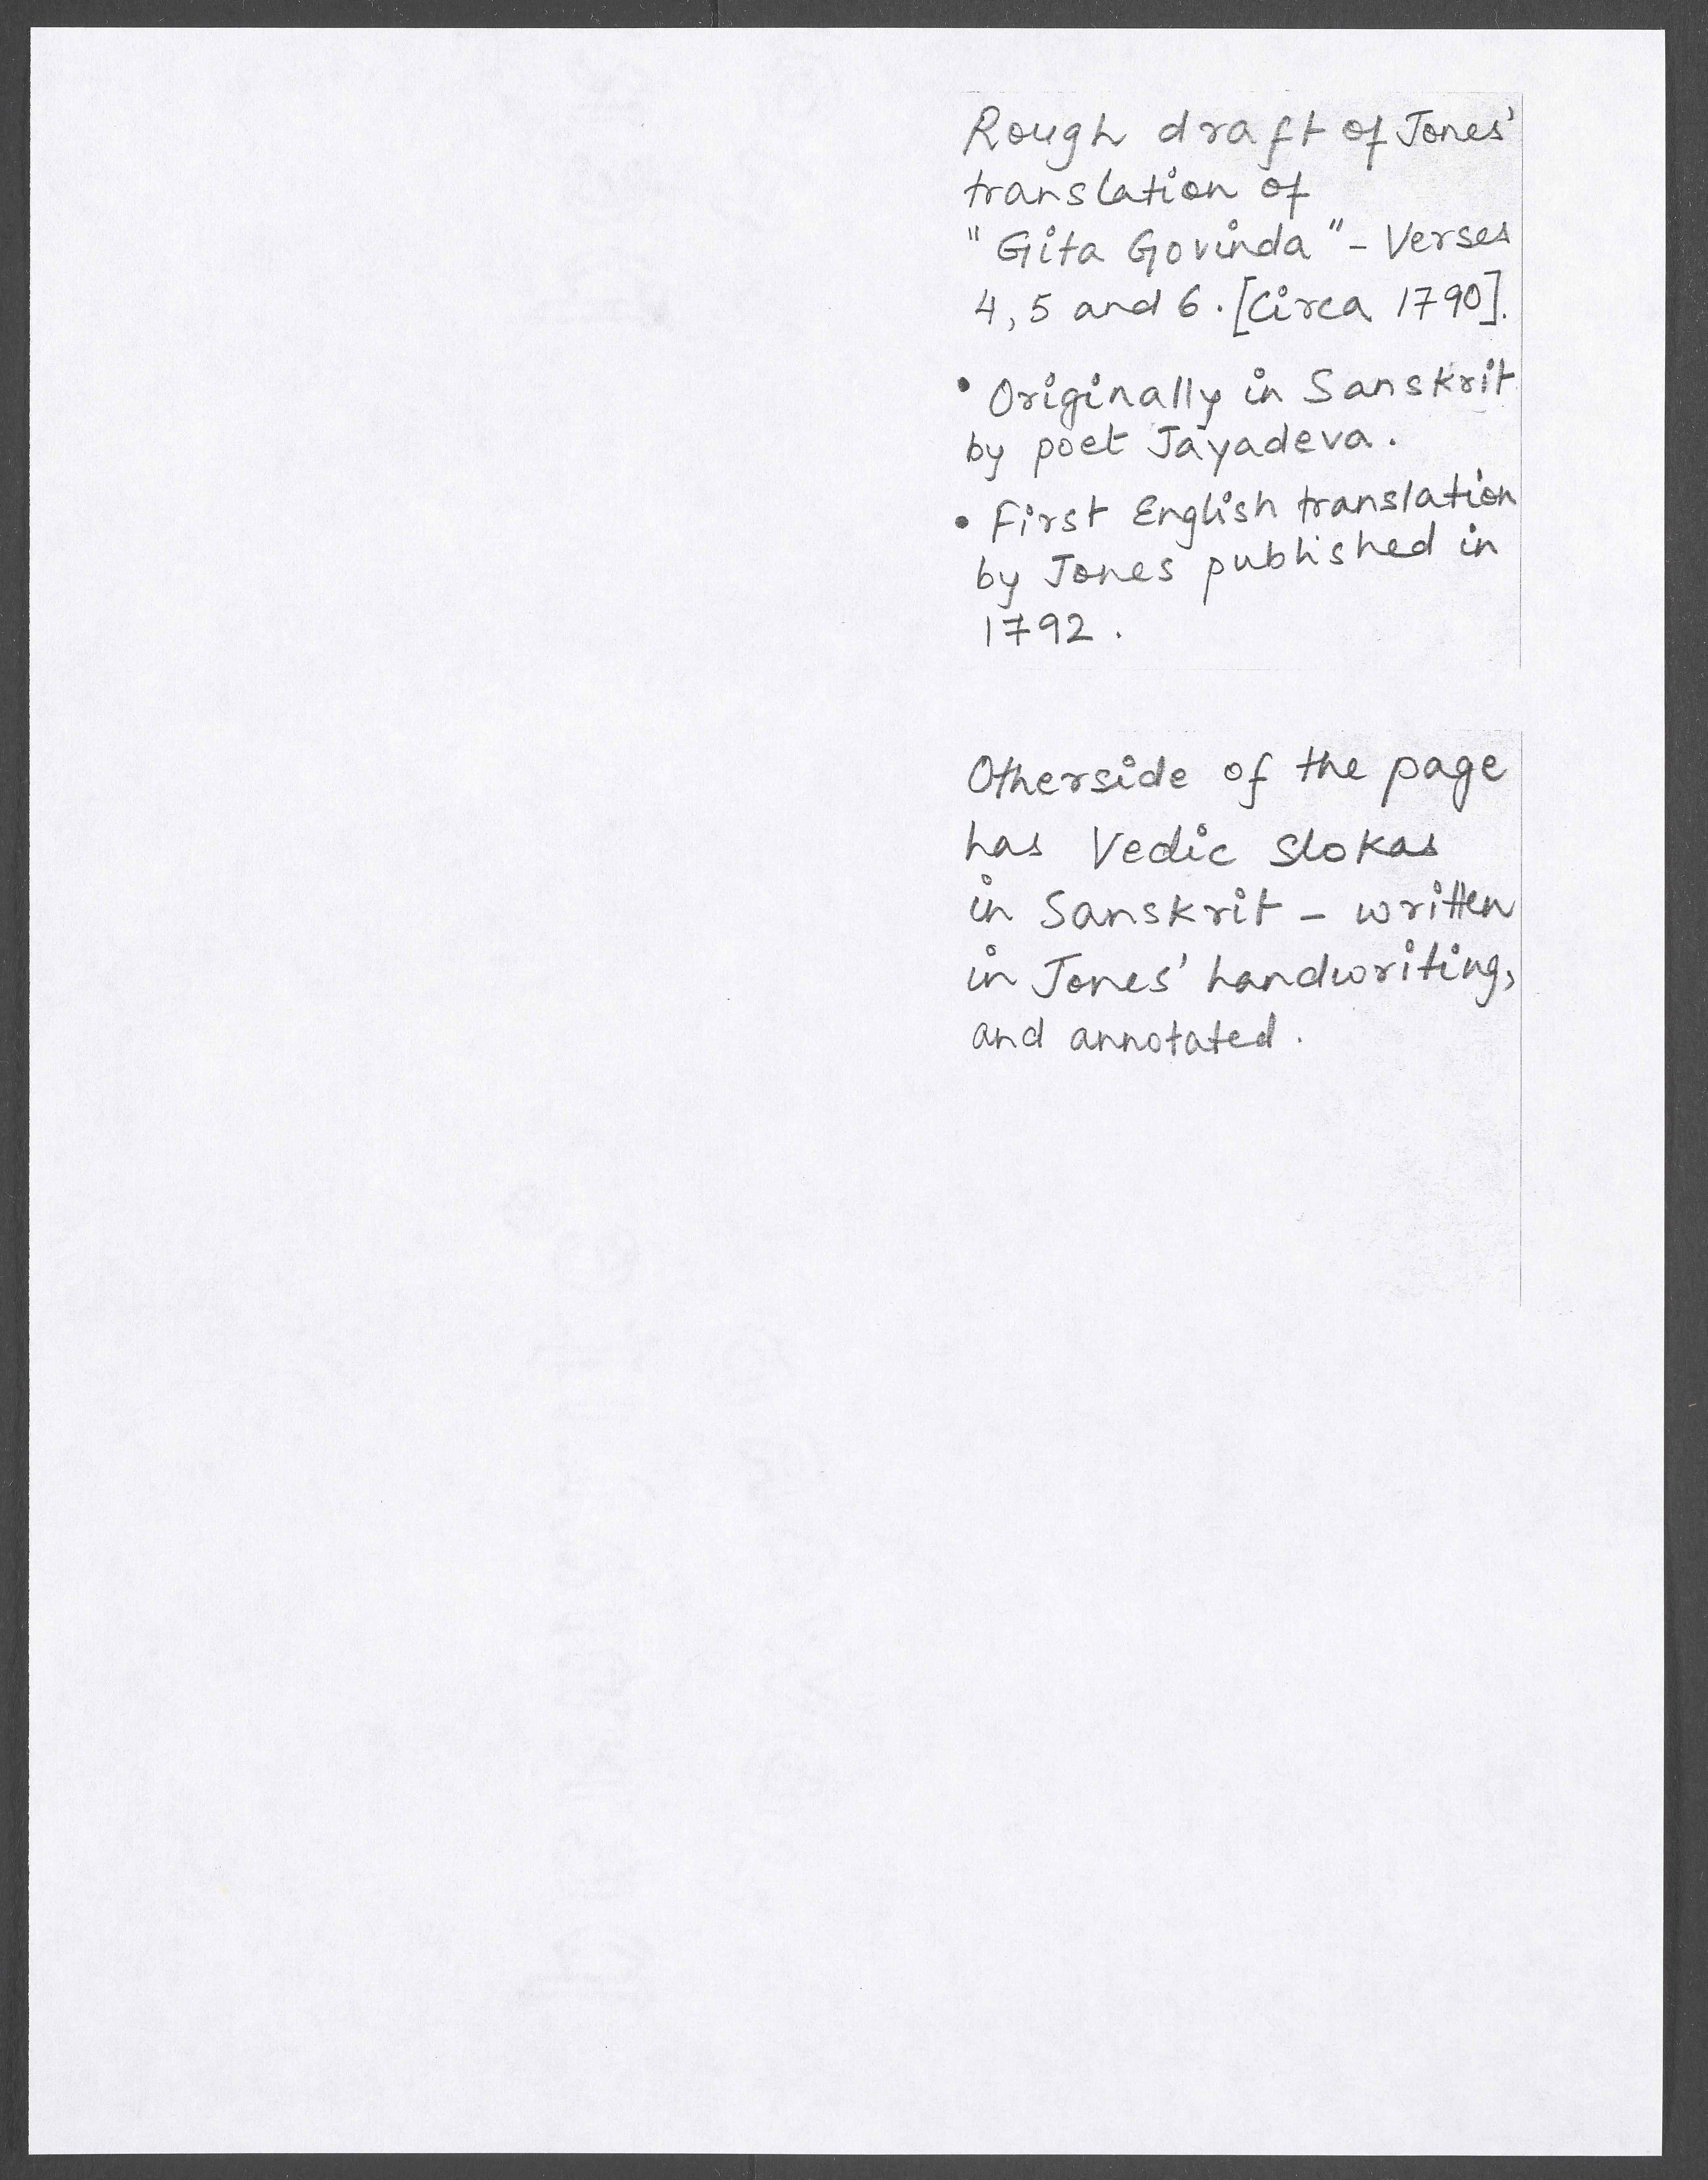 Rough draft of Jones'
translation of
"Gita Govinda" - Verses
4, 5 and 6. [Circa 1790].
• Originally in Sanskrit
by poet Jayadeva.
• First English translation
by Jones published in
1792.
Otherside of the page
has Vedic Slokas
in Sanskrit - written
in Jones' handwriting,
and annotated.